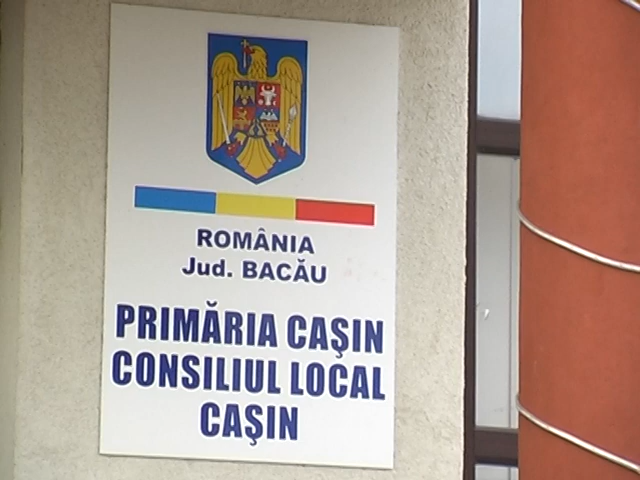 ROMÂNIA
Jud. BACĂU
PRIMĂRIA CAŞIN
CONSILIUL LOCAL
CAŞIN